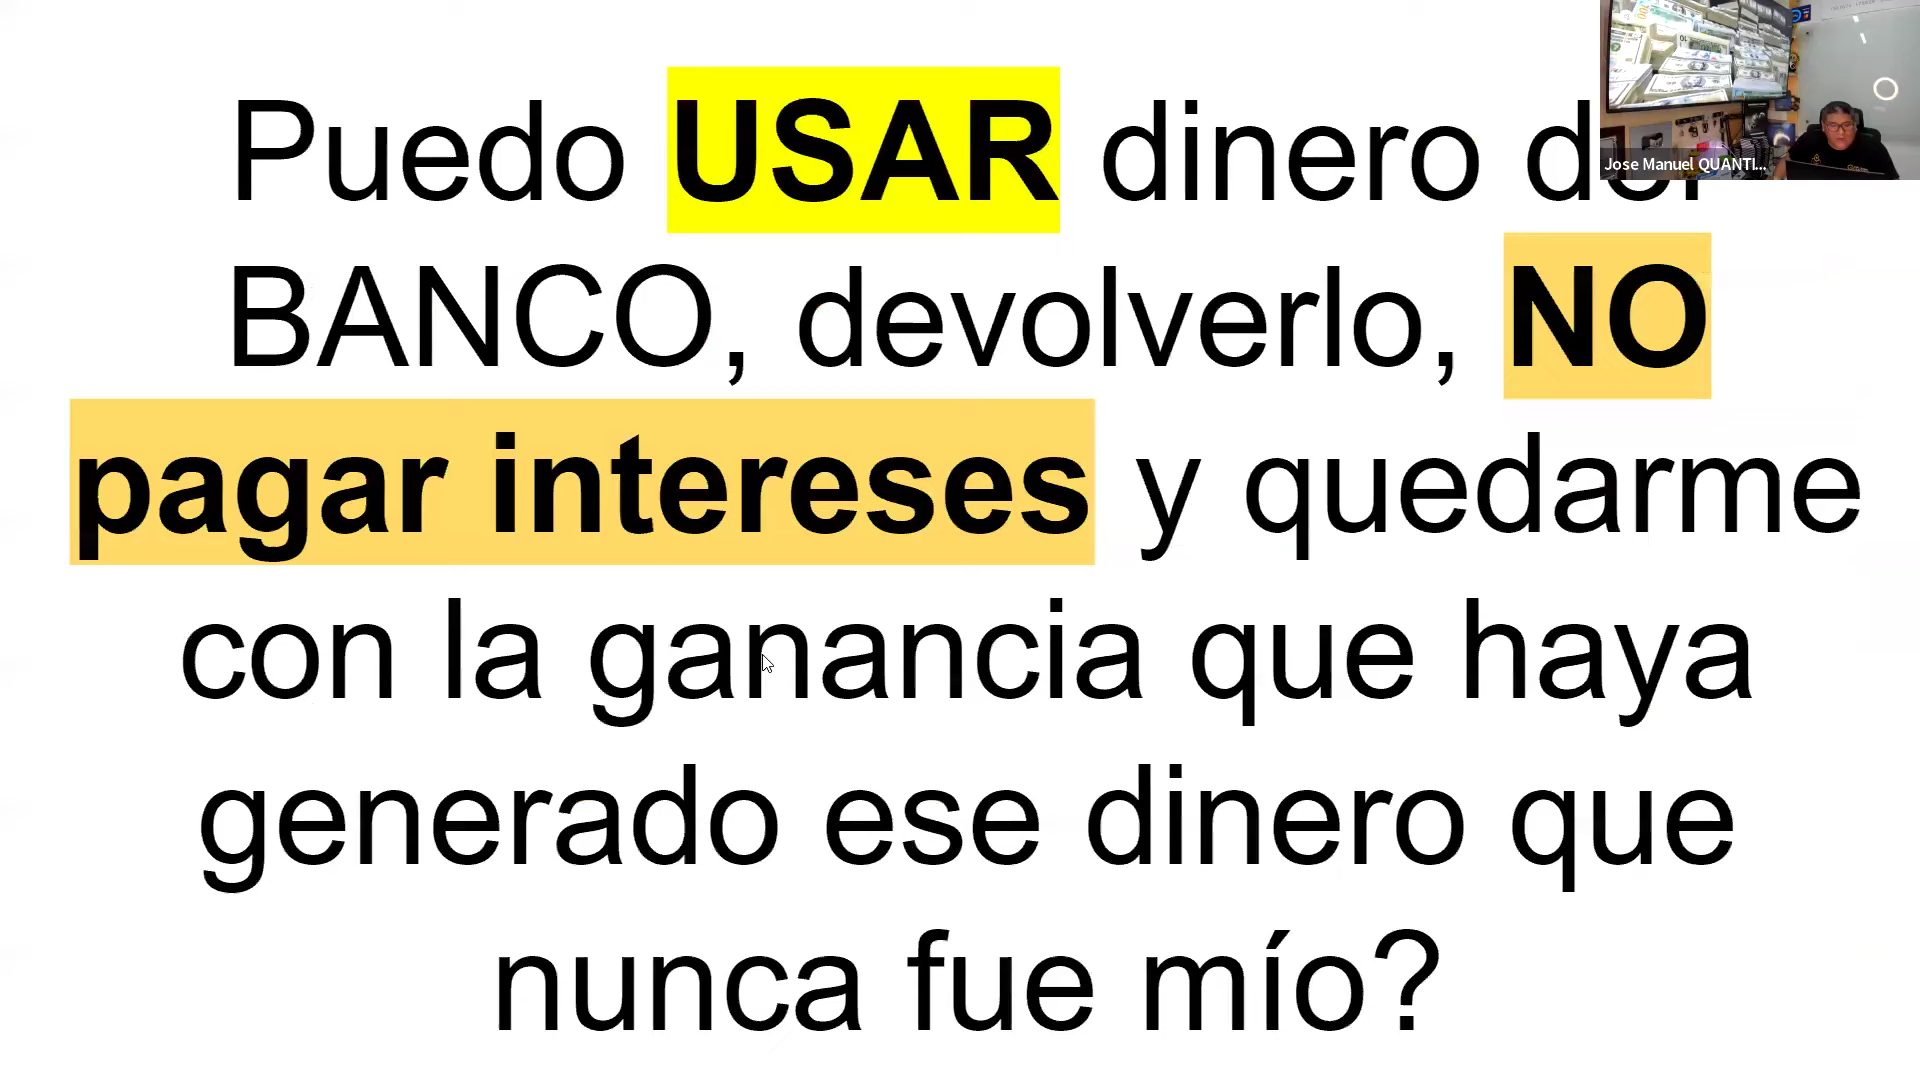 Puedo USAR dinero del
BANCO, devolverlo, NO
pagar intereses y quedarme
con la ganancia que haya
generado ese dinero que
nunca fue mío?
Jose Manuel QUANTI...